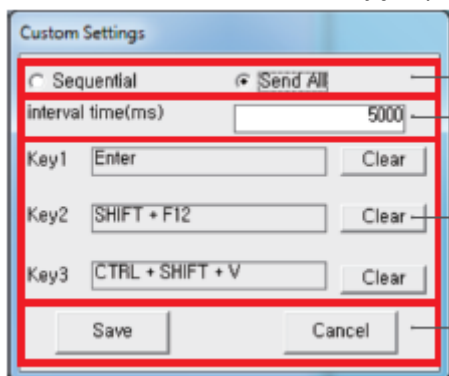 Custom Settings
Sequential Send All
interval time(ms) 5000
Key1 Enter Clear
Key2 SHIFT + F12 Clear
Key3 CTRL + SHIFT + V Clear
Save Cancel